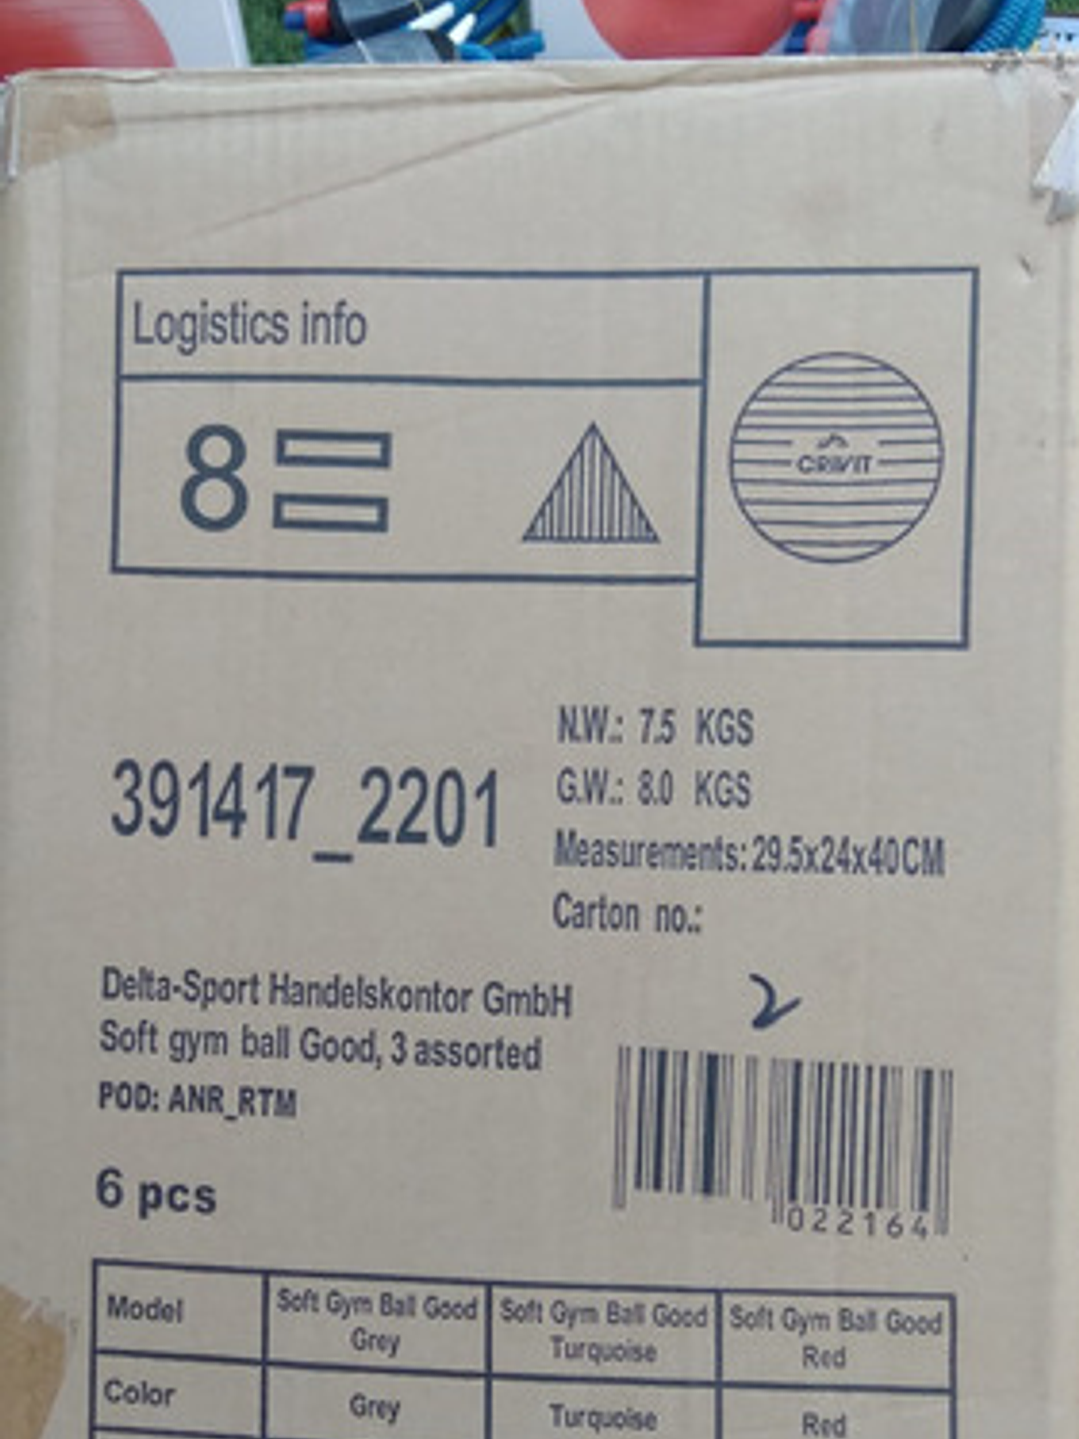 Logistics info
8
CRIVIT
391417_2201
N.W.: 7.5 KGS
G.W.: 8.0 KGS
Measurements: 29.5x24x40CM
Carton no.:
2
Delta-Sport Handelskontor GmbH
Soft gym ball Good, 3 assorted
POD: ANR_RTM
6 pcs
022164
Model Soft Gym Ball Good Grey Soft Gym Ball Good Turquoise Soft Gym Ball Good Red
Color Grey Turquoise Red